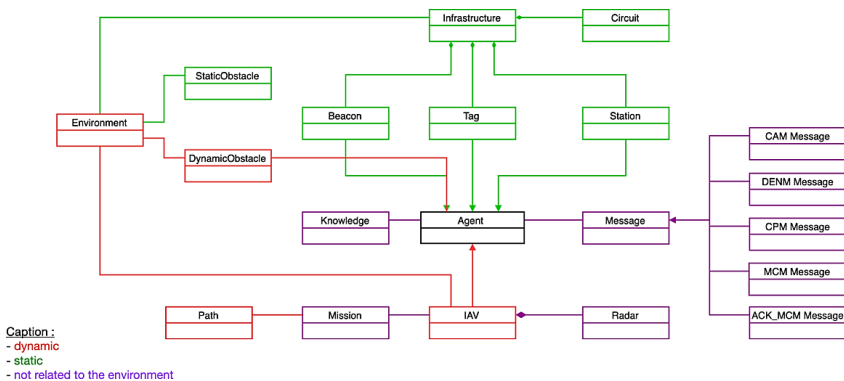 Infrastructure
Circuit
StaticObstacle
Environment
Beacon
Tag
Station
CAM Message
DynamicObstacle
DENM Message
Knowledge
Agent
Message
CPM Message
MCM Message
Path
Mission
IAV
Radar
ACK_MCM Message
Caption :
- dynamic
- static
- not related to the environment